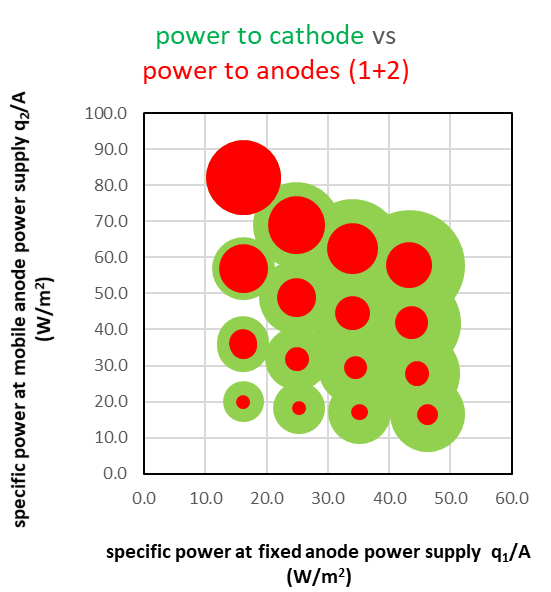 power to cathode vs
power to anodes (1+2)
specific power at mobile anode power supply q₂/A
(W/m²)
100.0
90.0
80.0
70.0
60.0
50.0
40.0
30.0
20.0
10.0
0.0
0.0 10.0 20.0 30.0 40.0 50.0 60.0
specific power at fixed anode power supply q₁/A
(W/m²)